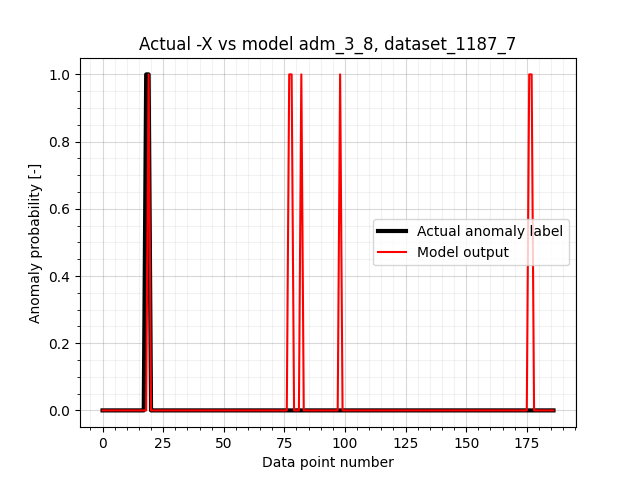 Actual -X vs model adm_3_8, dataset_1187_7
1.0
0.8
0.6
0.4
0.2
0.0
Anomaly probability [-]
Actual anomaly label
Model output
0 25 50 75 100 125 150 175
Data point number